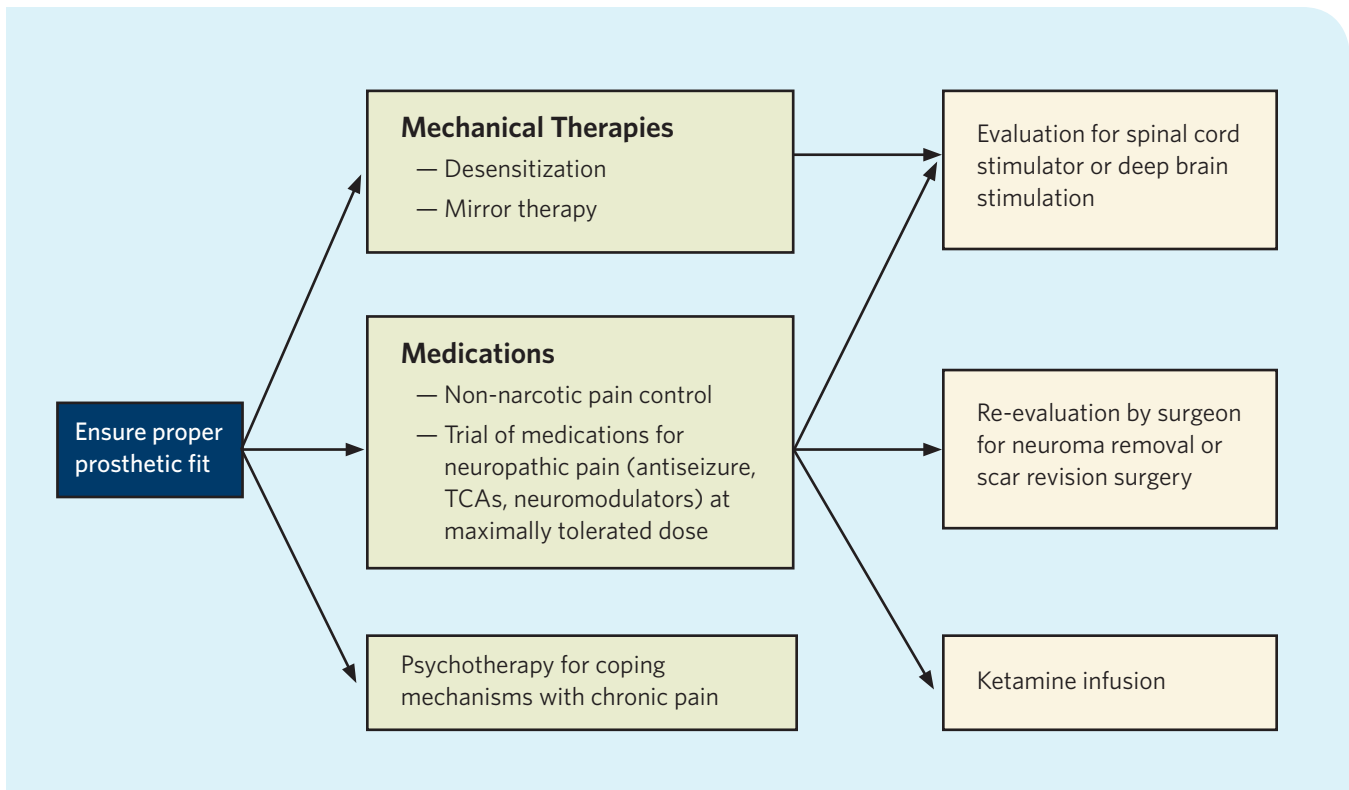 Ensure proper
prosthetic fit
Mechanical Therapies
— Desensitization
— Mirror therapy
Medications
— Non-narcotic pain control
— Trial of medications for
neuropathic pain (antiseizure,
TCAs, neuromodulators) at
maximally tolerated dose
Psychotherapy for coping
mechanisms with chronic pain
Evaluation for spinal cord
stimulator or deep brain
stimulation
Re-evaluation by surgeon
for neuroma removal or
scar revision surgery
Ketamine infusion